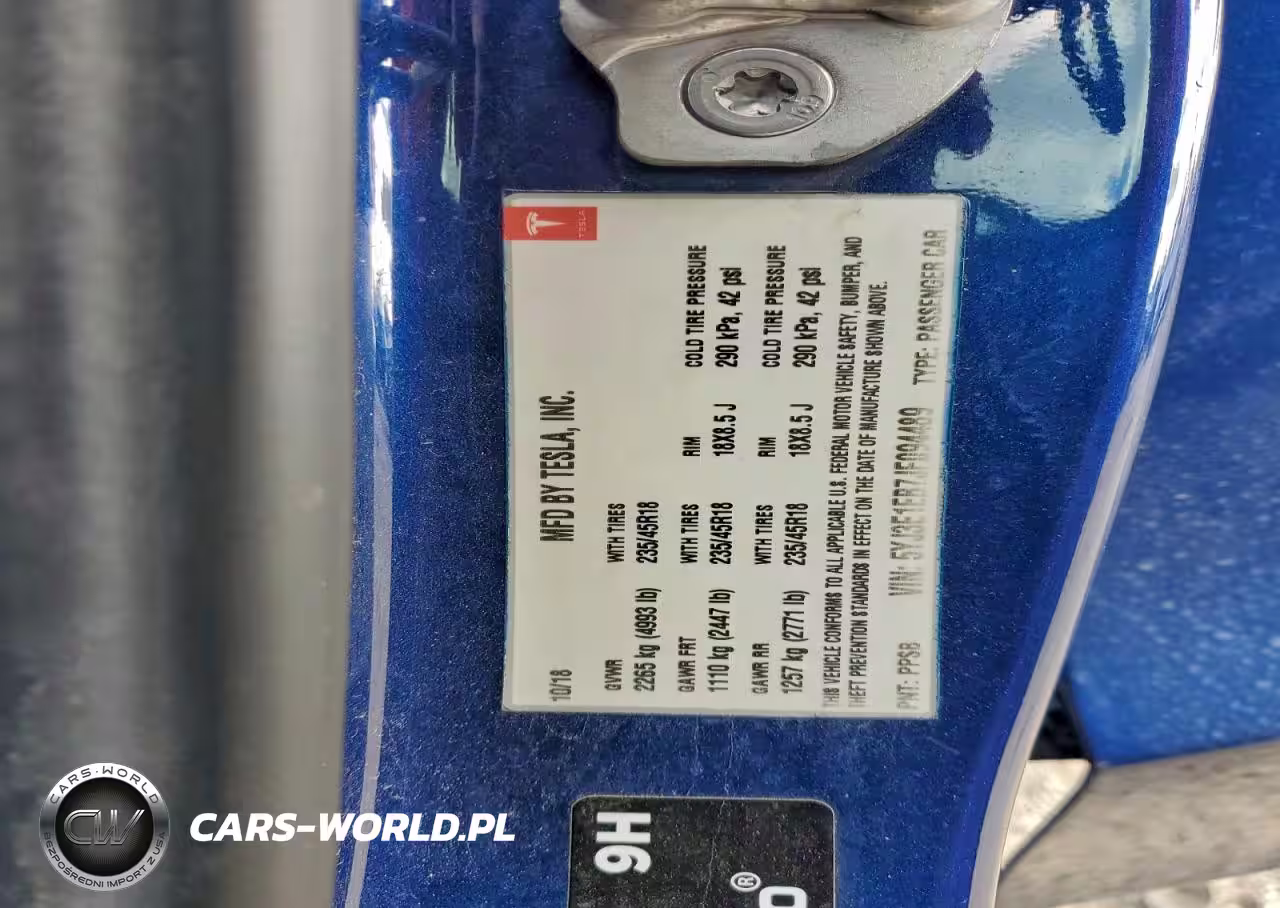 TESLA
10/18 MFD BY TESLA, INC.
GVWR WITH TIRES
2265 kg (4993 lb) 235/45R18
GAWR FRT WITH TIRES RIM COLD TIRE PRESSURE
1110 kg (2447 lb) 235/45R18 18X8.5 J 290 kPa, 42 psi
GAWR RR WITH TIRES RIM COLD TIRE PRESSURE
1257 kg (2771 lb) 235/45R18 18X8.5 J 290 kPa, 42 psi
THIS VEHICLE CONFORMS TO ALL APPLICABLE U.S. FEDERAL MOTOR VEHICLE SAFETY, BUMPER, AND
THEFT PREVENTION STANDARDS IN EFFECT ON THE DATE OF MANUFACTURE SHOWN ABOVE.
PNT: PPSB VIN: 5YJ3E1EB7JF094489 TYPE: PASSENGER CAR
9H
®
CARS-WORLD
CW
BEZPOŚREDNI IMPORT Z USA
CARS-WORLD.PL